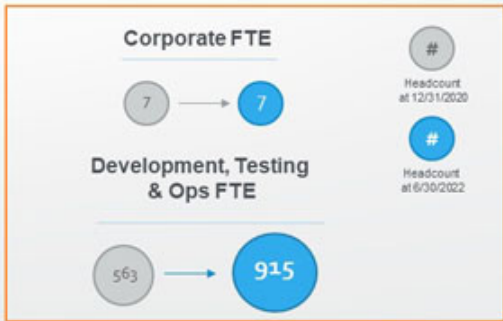 Corporate FTE
7
7
Development, Testing
& Ops FTE
563
915
#
Headcount
at 12/31/2020
#
Headcount
at 6/30/2022